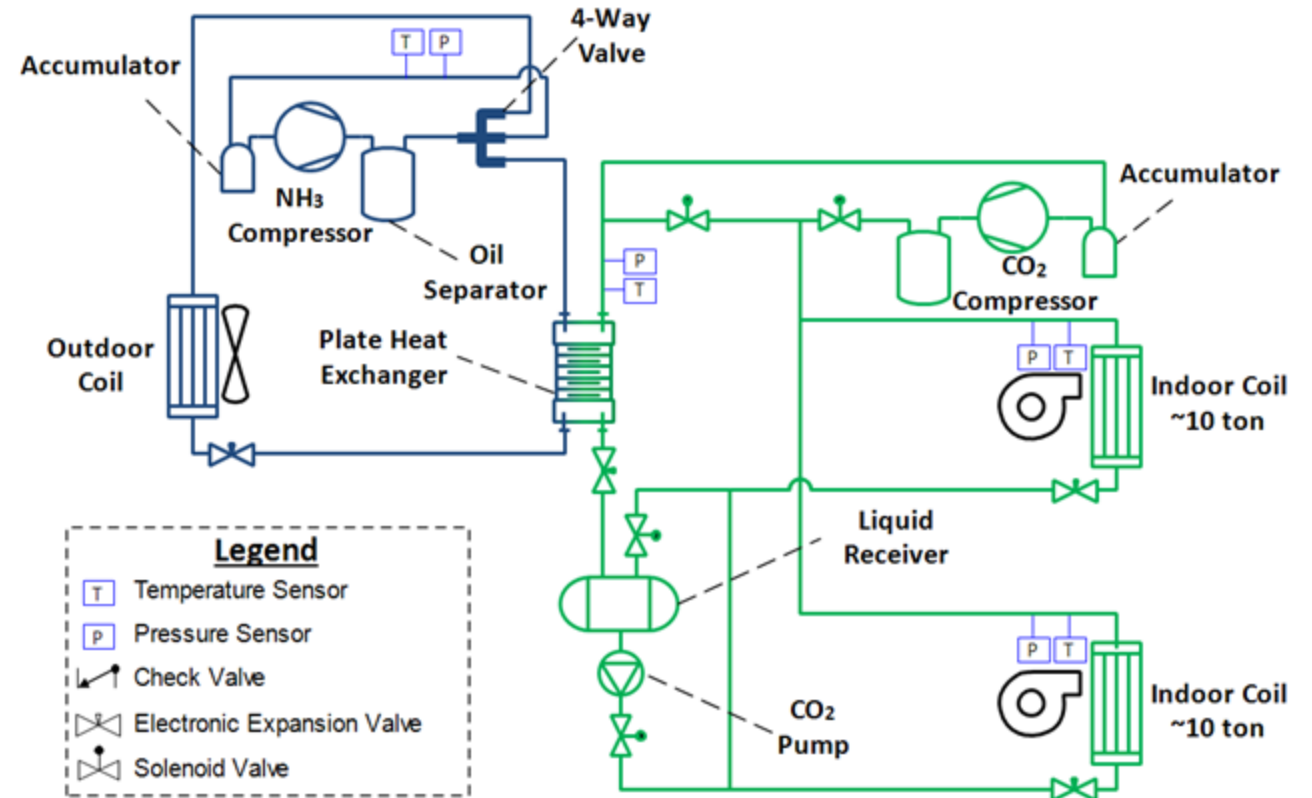 4-Way
Valve
T P
Accumulator
NH₃
Compressor
Oil
Separator
Accumulator
CO₂
Compressor
P
T
Outdoor
Coil
Plate Heat
Exchanger
P T
Indoor Coil
~10 ton
Liquid
Receiver
P T
Indoor Coil
~10 ton
CO₂
Pump
Legend
T Temperature Sensor
P Pressure Sensor
Check Valve
Electronic Expansion Valve
Solenoid Valve